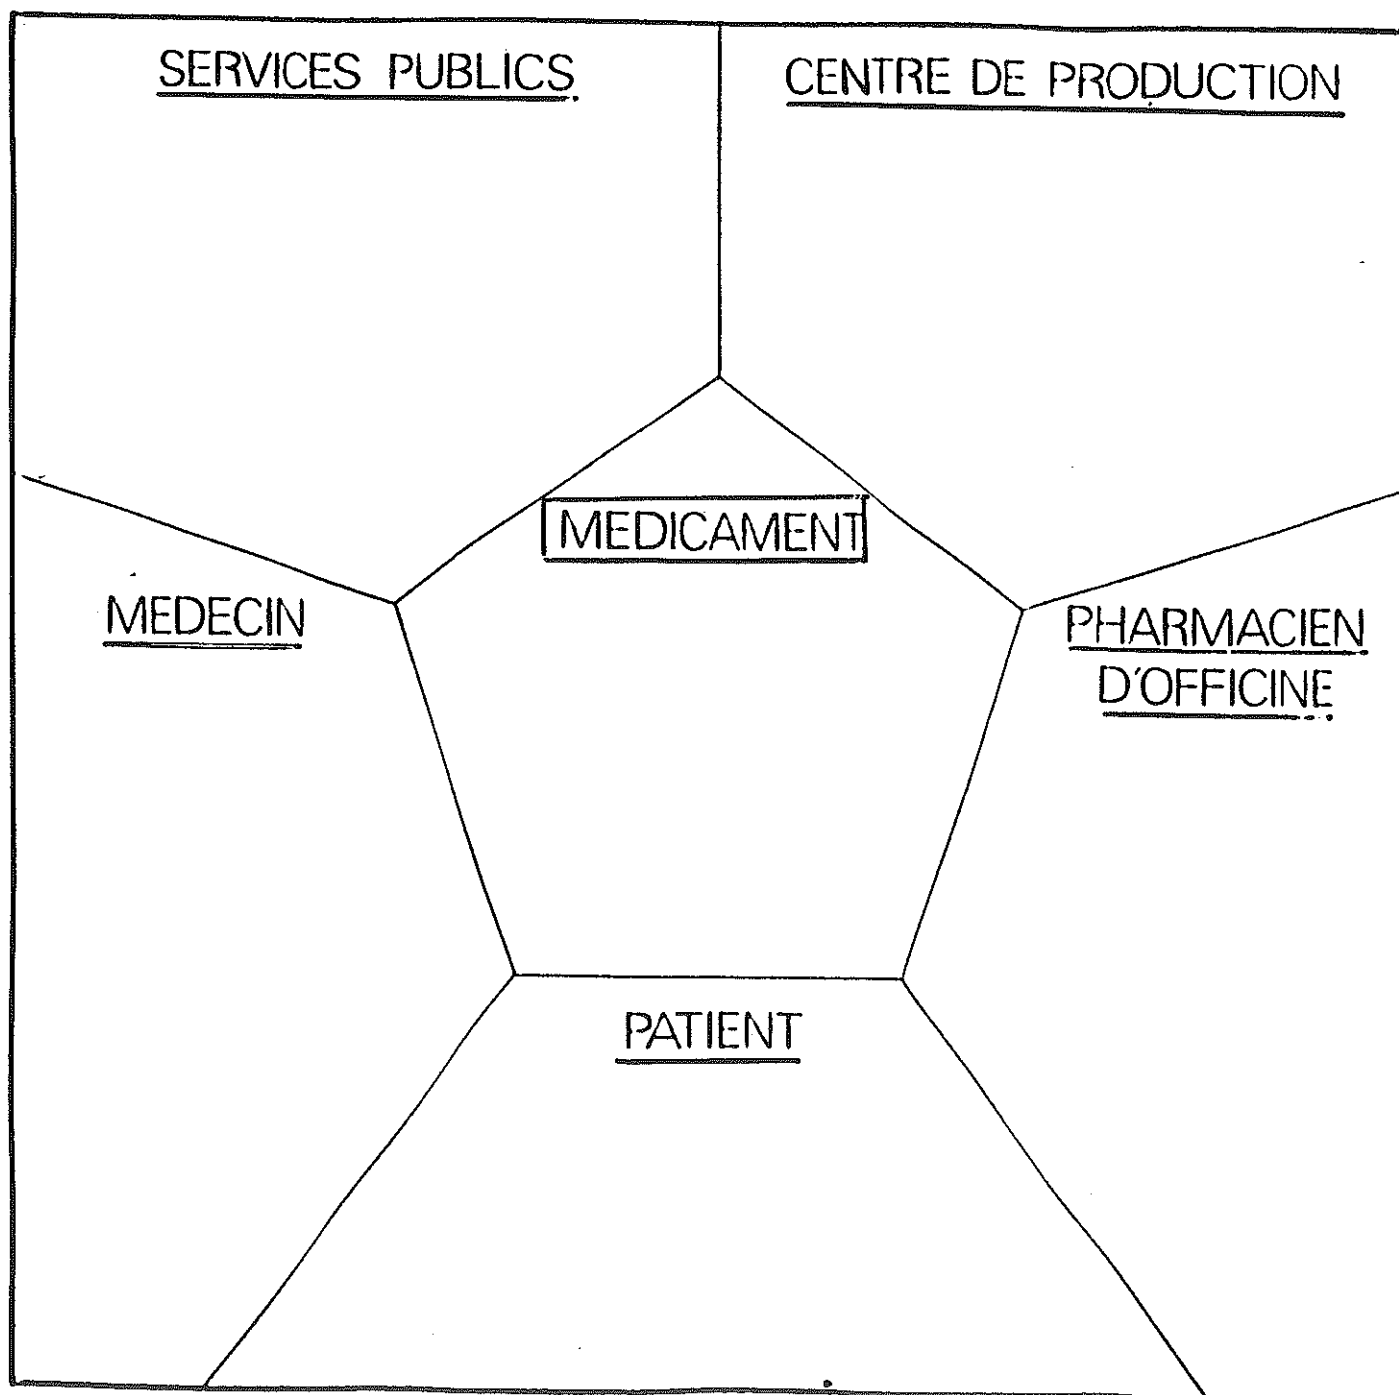 SERVICES PUBLICS
CENTRE DE PRODUCTION
MEDICAMENT
MEDECIN
PHARMACIEN
D'OFFICINE
PATIENT